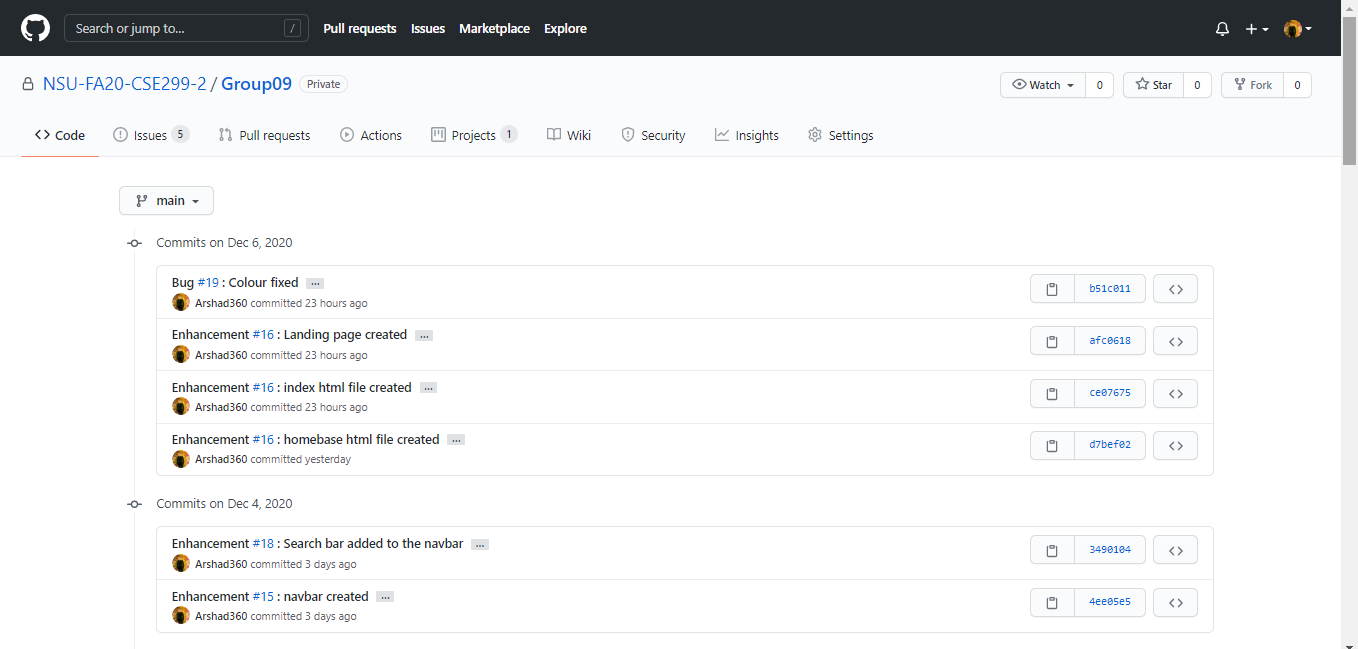 Search or jump to... / Pull requests Issues Marketplace Explore
NSU-FA20-CSE299-2 / Group09 Private Watch 0 Star 0 Fork 0
Code Issues 5 Pull requests Actions Projects 1 Wiki Security Insights Settings
main
Commits on Dec 6, 2020
Bug #19 : Colour fixed ...
Arshad360 committed 23 hours ago
b51c011
Enhancement #16 : Landing page created ...
Arshad360 committed 23 hours ago
afc0618
Enhancement #16 : index html file created ...
Arshad360 committed 23 hours ago
ce07675
Enhancement #16 : homebase html file created ...
Arshad360 committed yesterday
d7bef02
Commits on Dec 4, 2020
Enhancement #18 : Search bar added to the navbar ...
Arshad360 committed 3 days ago
3490104
Enhancement #15 : navbar created ...
Arshad360 committed 3 days ago
4ee05e5